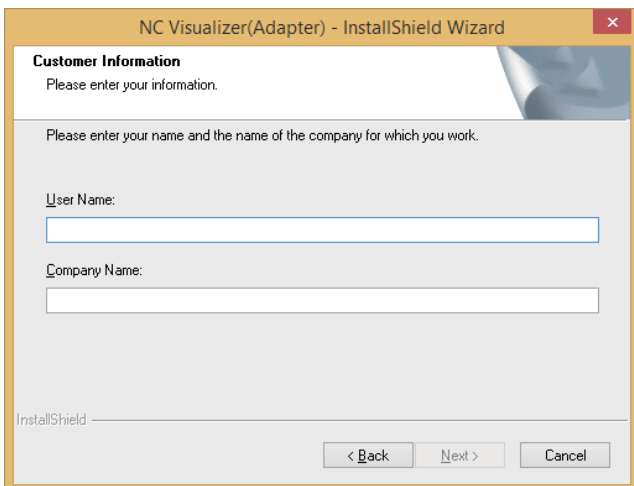 NC Visualizer(Adapter) - InstallShield Wizard
Customer Information
Please enter your information.
Please enter your name and the name of the company for which you work.
User Name:
Company Name:
InstallShield
< Back Next > Cancel